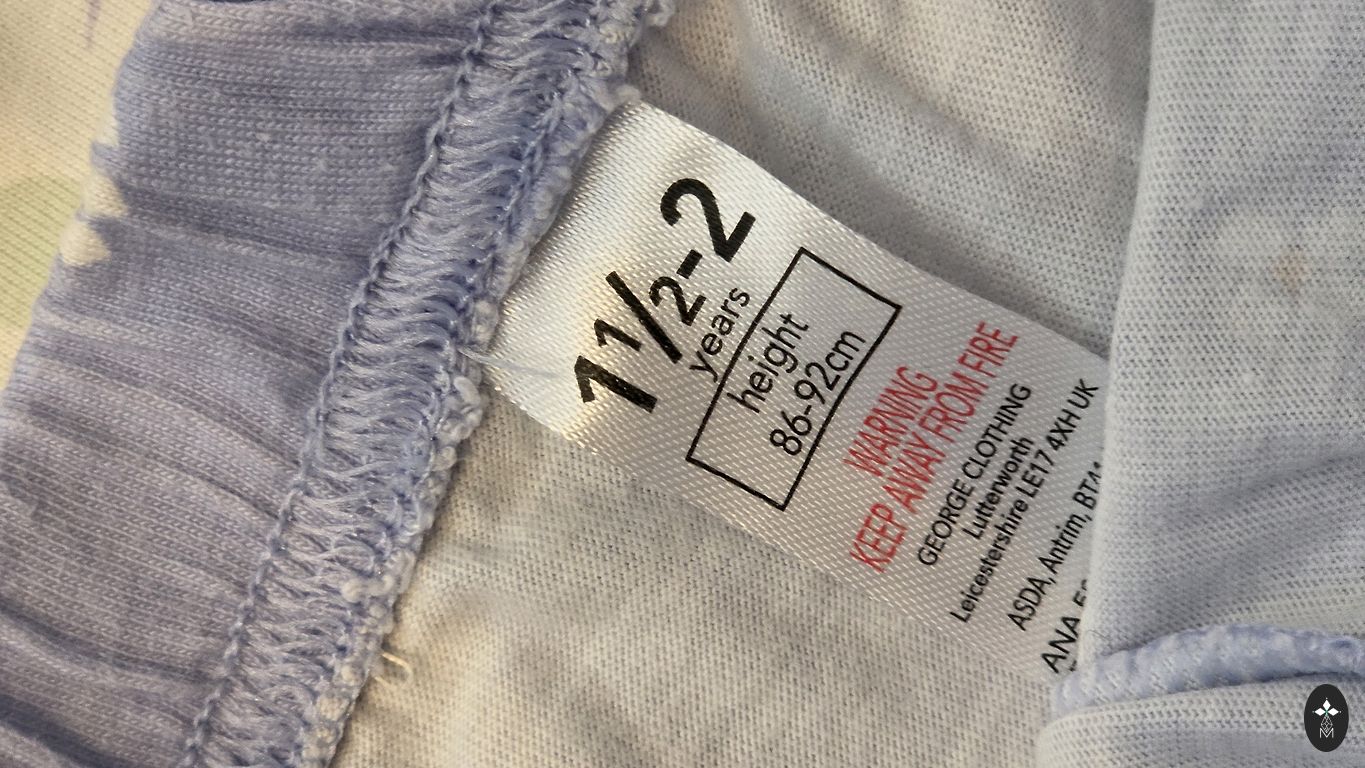 1½-2
years
height
86-92cm
WARNING
KEEP AWAY FROM FIRE
GEORGE CLOTHING
Lutterworth
Leicestershire LE17 4XH UK
ASDA, Antrim,
ANA
M